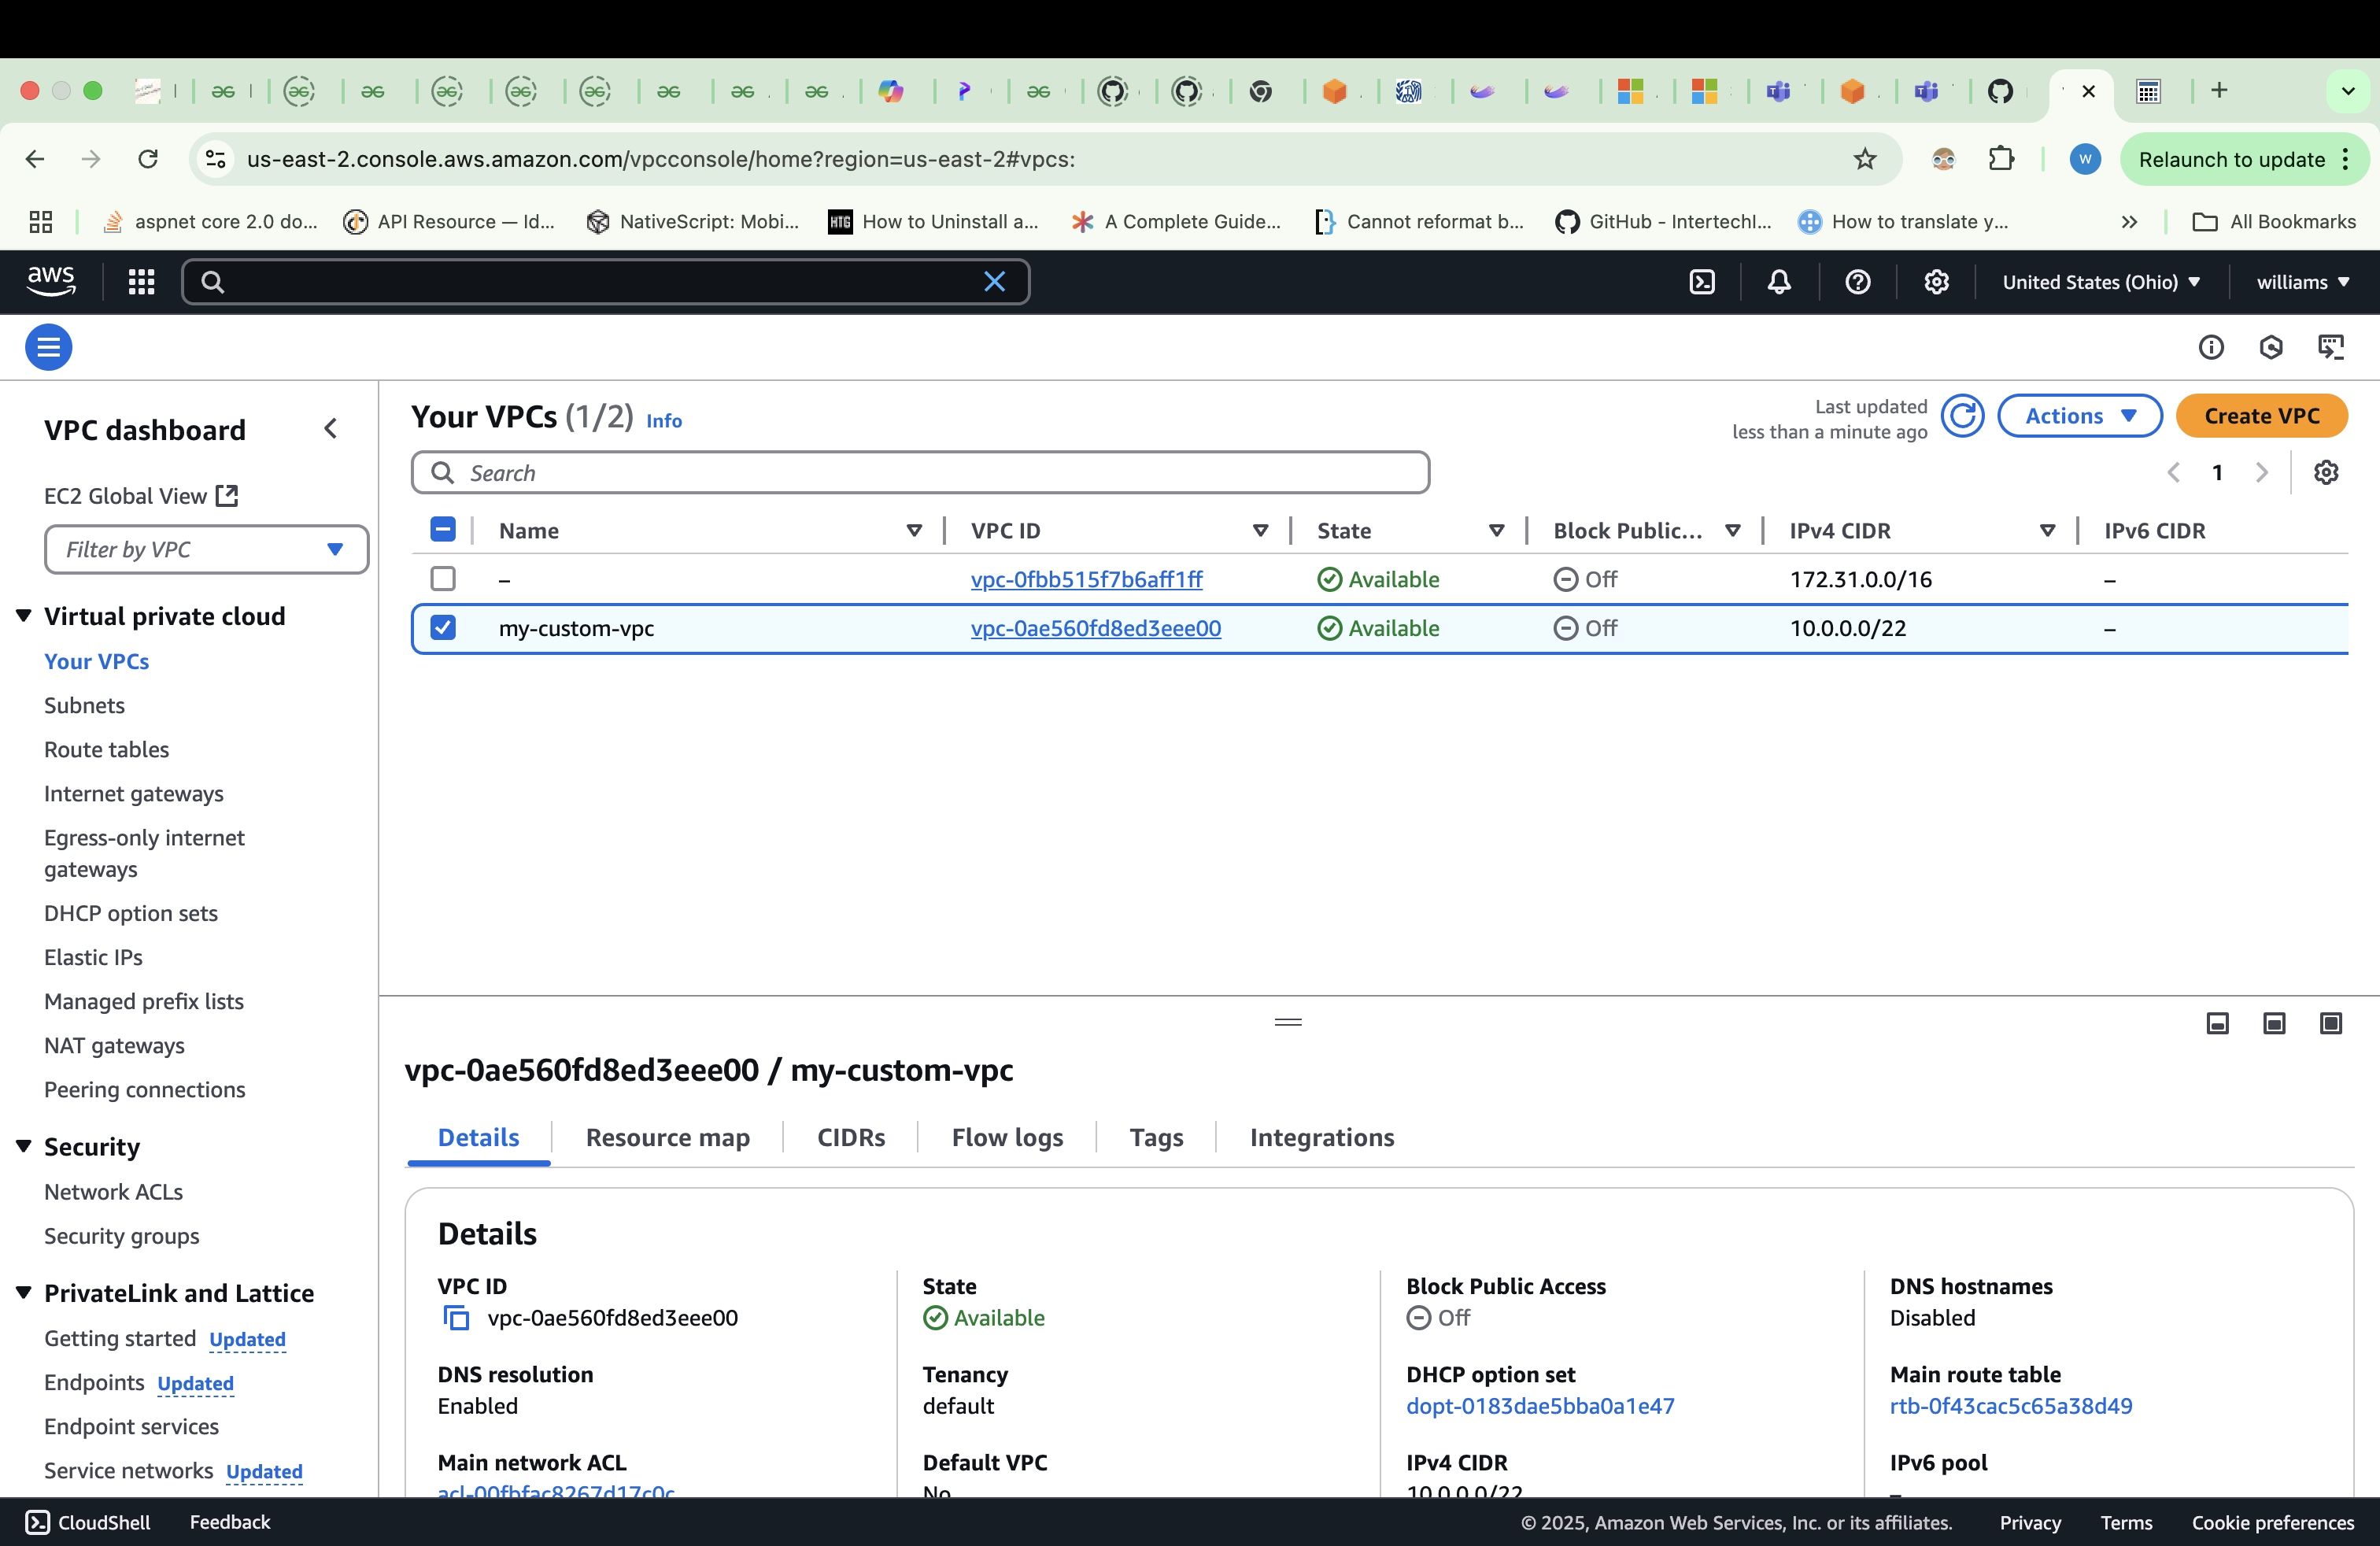 us-east-2.console.aws.amazon.com/vpcconsole/home?region=us-east-2#vpcs:
W
Relaunch to update
aspnet core 2.0 do...
API Resource — Id...
NativeScript: Mobi...
HTG
How to Uninstall a...
A Complete Guide...
Cannot reformat b...
GitHub - Intertechl...
How to translate y...
All Bookmarks
aws
United States (Ohio)
williams
VPC dashboard
EC2 Global View
Filter by VPC
Virtual private cloud
Your VPCs
Subnets
Route tables
Internet gateways
Egress-only internet
gateways
DHCP option sets
Elastic IPs
Managed prefix lists
NAT gateways
Peering connections
Security
Network ACLs
Security groups
PrivateLink and Lattice
Getting started Updated
Endpoints Updated
Endpoint services
Service networks Updated
Your VPCs (1/2) Info
Last updated
less than a minute ago
Actions
Create VPC
Search
1
Name VPC ID State Block Public... IPv4 CIDR IPv6 CIDR
– vpc-0fbb515f7b6aff1ff Available Off 172.31.0.0/16 –
my-custom-vpc vpc-0ae560fd8ed3eee00 Available Off 10.0.0.0/22 –
vpc-0ae560fd8ed3eee00 / my-custom-vpc
Details Resource map CIDRs Flow logs Tags Integrations
Details
VPC ID
vpc-0ae560fd8ed3eee00
State
Available
Block Public Access
Off
DNS hostnames
Disabled
DNS resolution
Enabled
Tenancy
default
DHCP option set
dopt-0183dae5bba0a1e47
Main route table
rtb-0f43cac5c65a38d49
Main network ACL
acl-00fbfac8267d17c0c
Default VPC
No
IPv4 CIDR
10.0.0.0/22
IPv6 pool
–
CloudShell
Feedback
© 2025, Amazon Web Services, Inc. or its affiliates.
Privacy
Terms
Cookie preferences